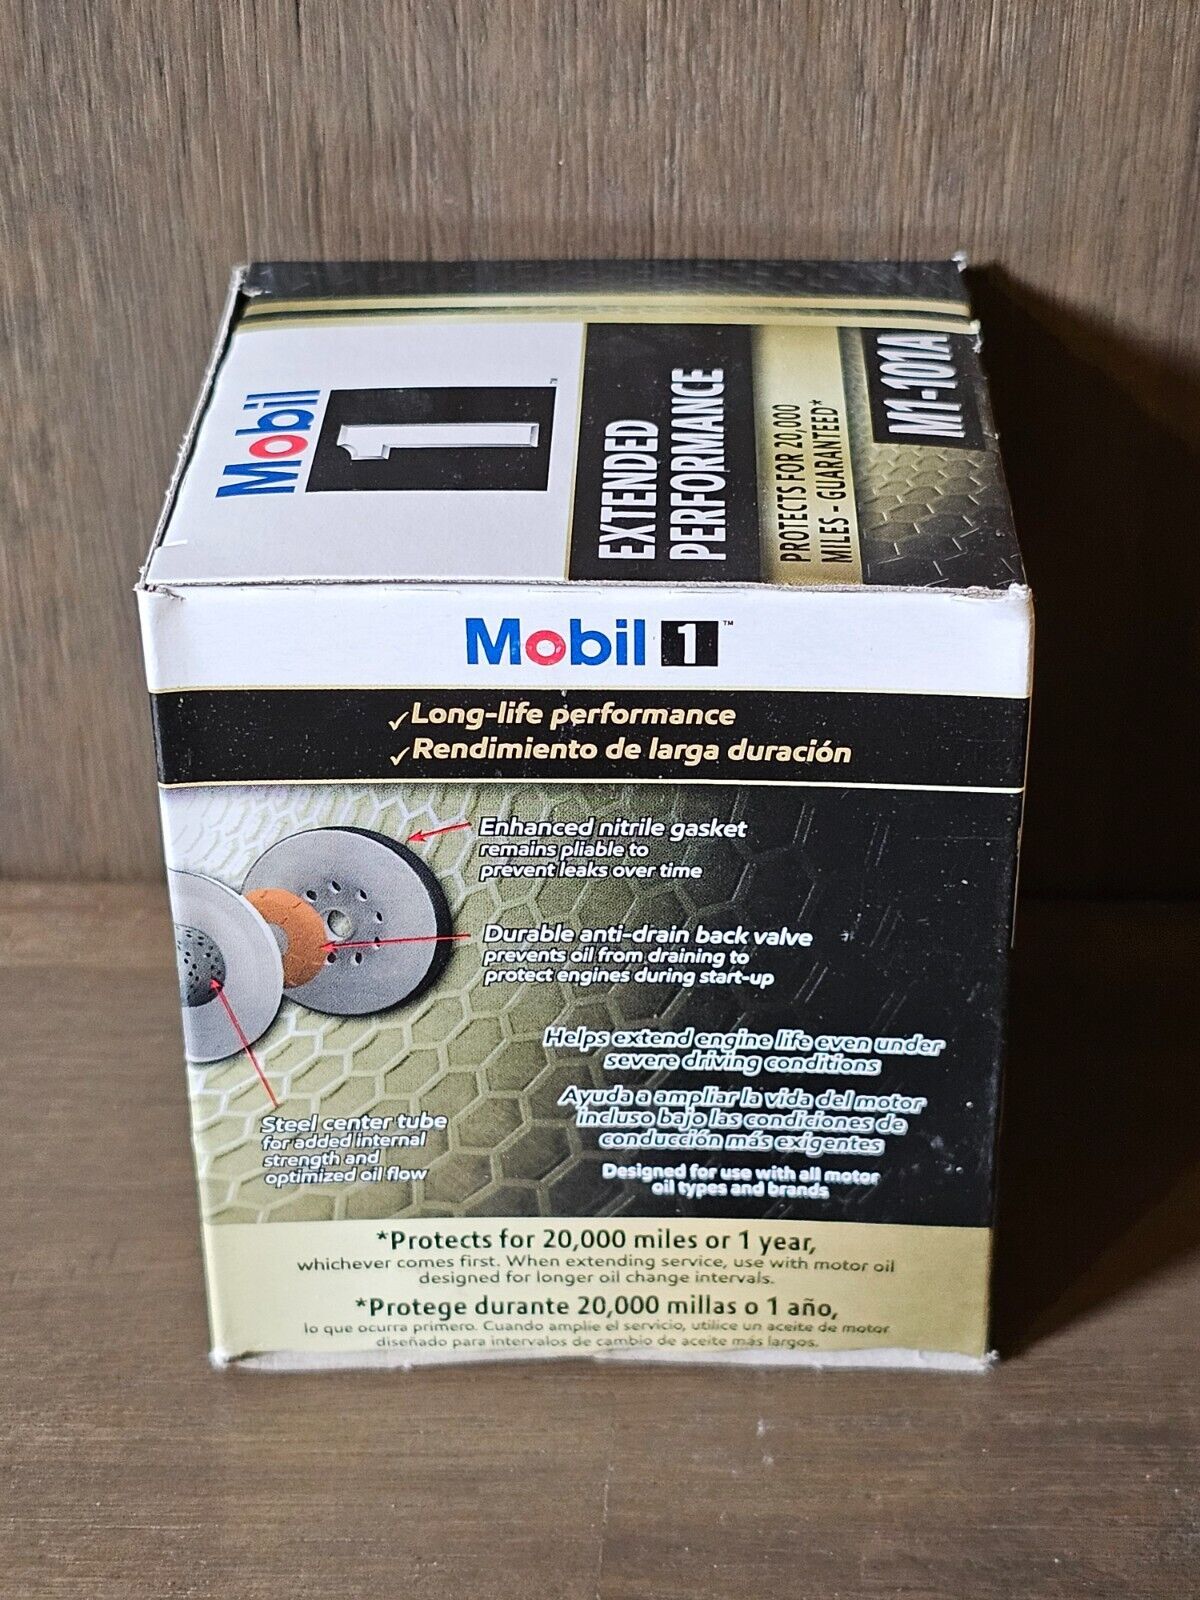 Mobil
1
™
EXTENDED
PERFORMANCE
PROTECTS FOR 20,000
MILES - GUARANTEED*
M1-101A
Mobil 1™
✓Long-life performance
✓Rendimiento de larga duración
Enhanced nitrile gasket
remains pliable to
prevent leaks over time
Durable anti-drain back valve
prevents oil from draining to
protect engines during start-up
Steel center tube
for added internal
strength and
optimized oil flow
Helps extend engine life even under
severe driving conditions
Ayuda a ampliar la vida del motor
incluso bajo las condiciones de
conducción más exigentes
Designed for use with all motor
oil types and brands
*Protects for 20,000 miles or 1 year,
whichever comes first. When extending service, use with motor oil
designed for longer oil change intervals.
*Protege durante 20,000 millas o 1 año,
lo que ocurra primero. Cuando amplie el servicio, utilice un aceite de motor
diseñado para intervalos de cambio de aceite más largos.